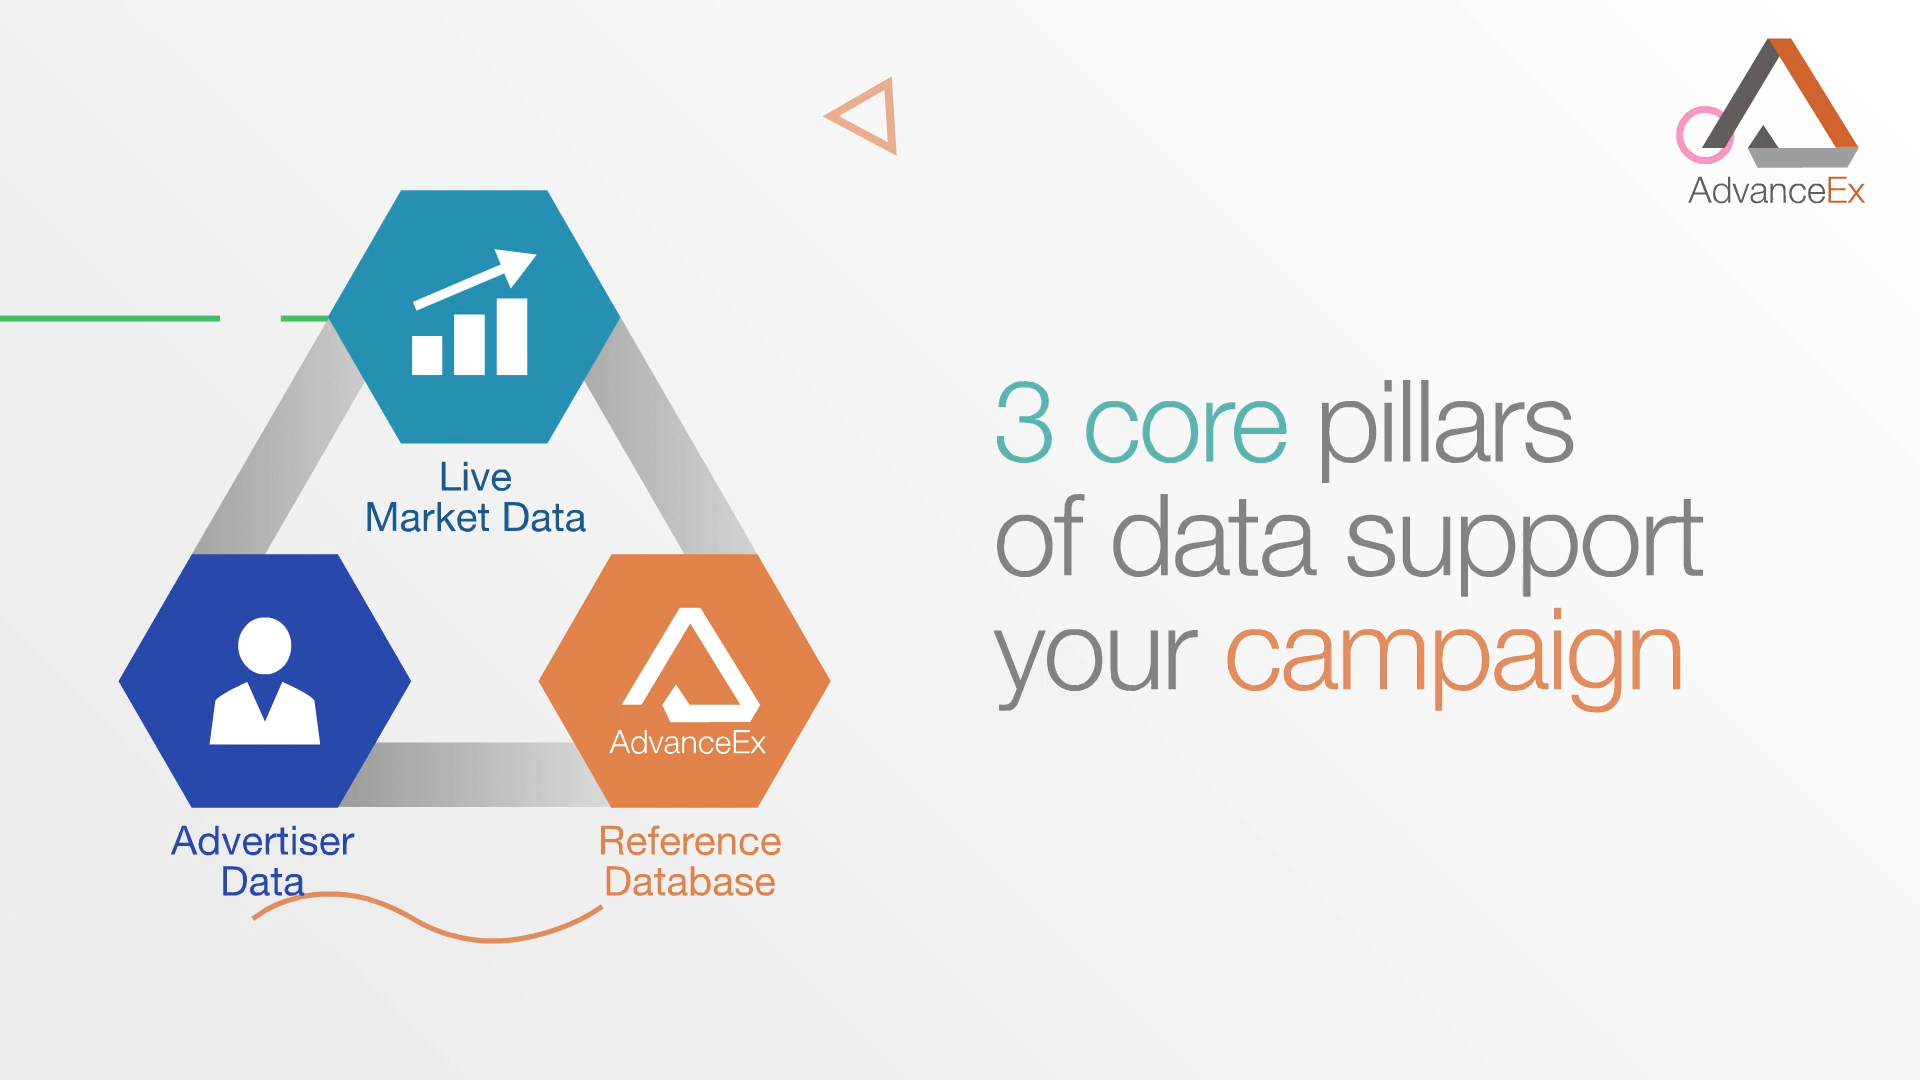 AdvanceEx
Live
Market Data
AdvanceEx
Advertiser
Data
Reference
Database
3 core pillars
of data support
your campaign